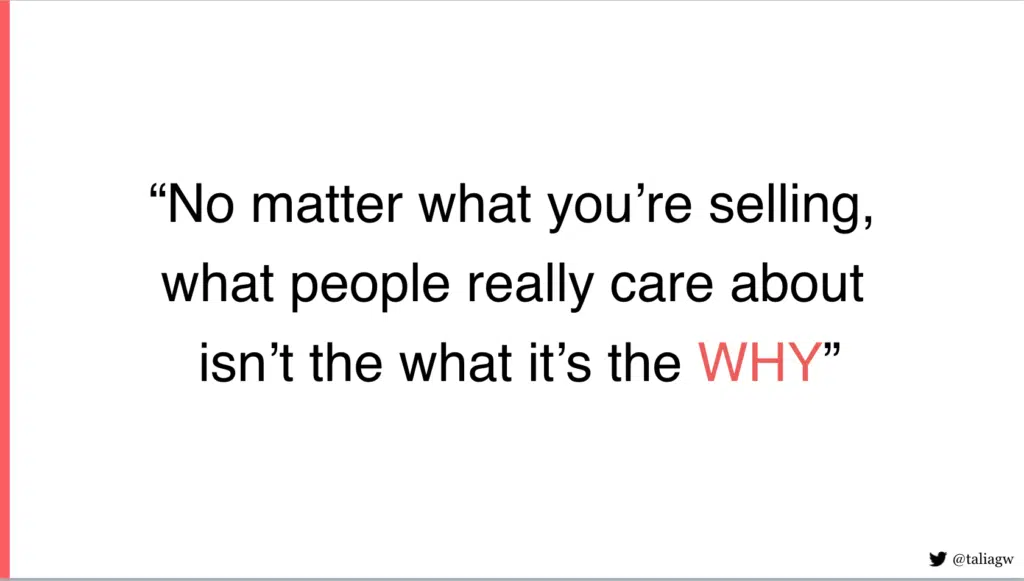 “No matter what you’re selling,
what people really care about
isn’t the what it’s the WHY”
@taliagw